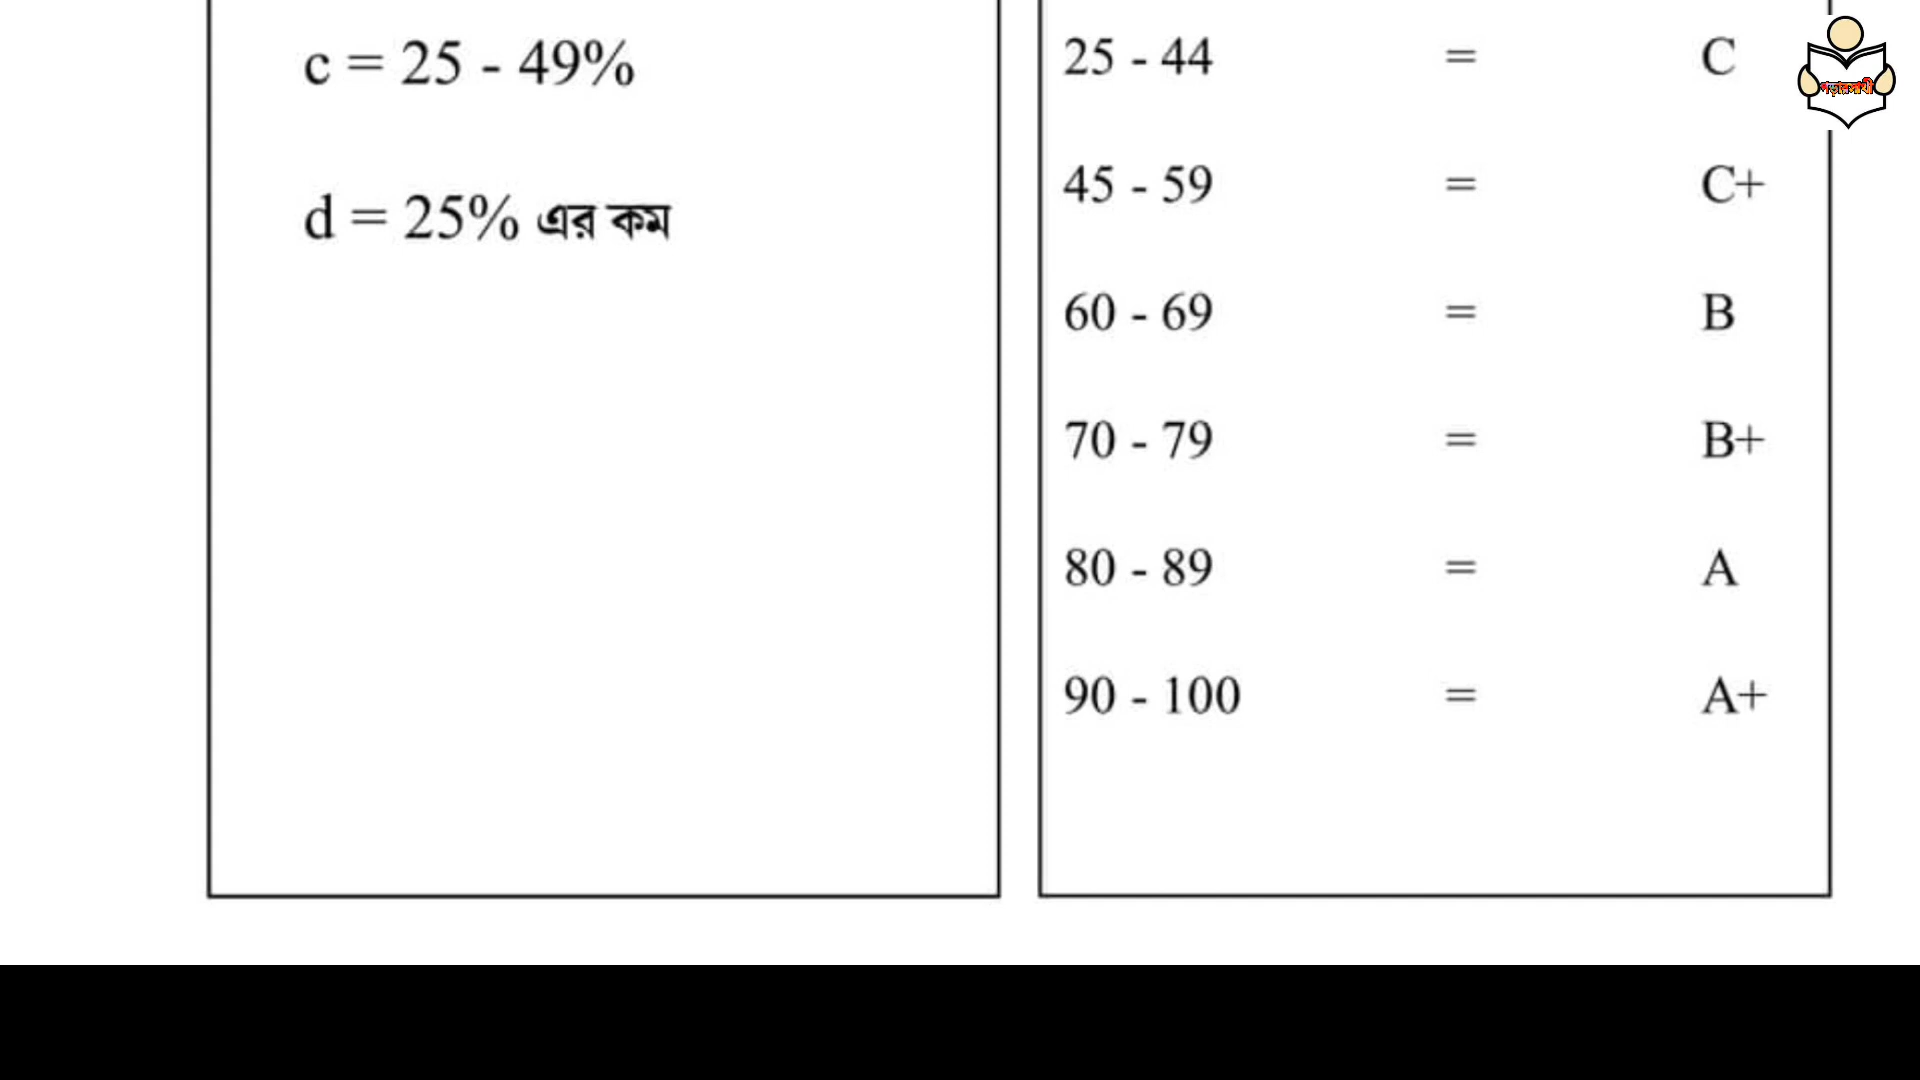 c = 25 - 49%
d = 25% এর কম
25 - 44 = C
45 - 59 = C+
60 - 69 = B
70 - 79 = B+
80 - 89 = A
90 - 100 = A+